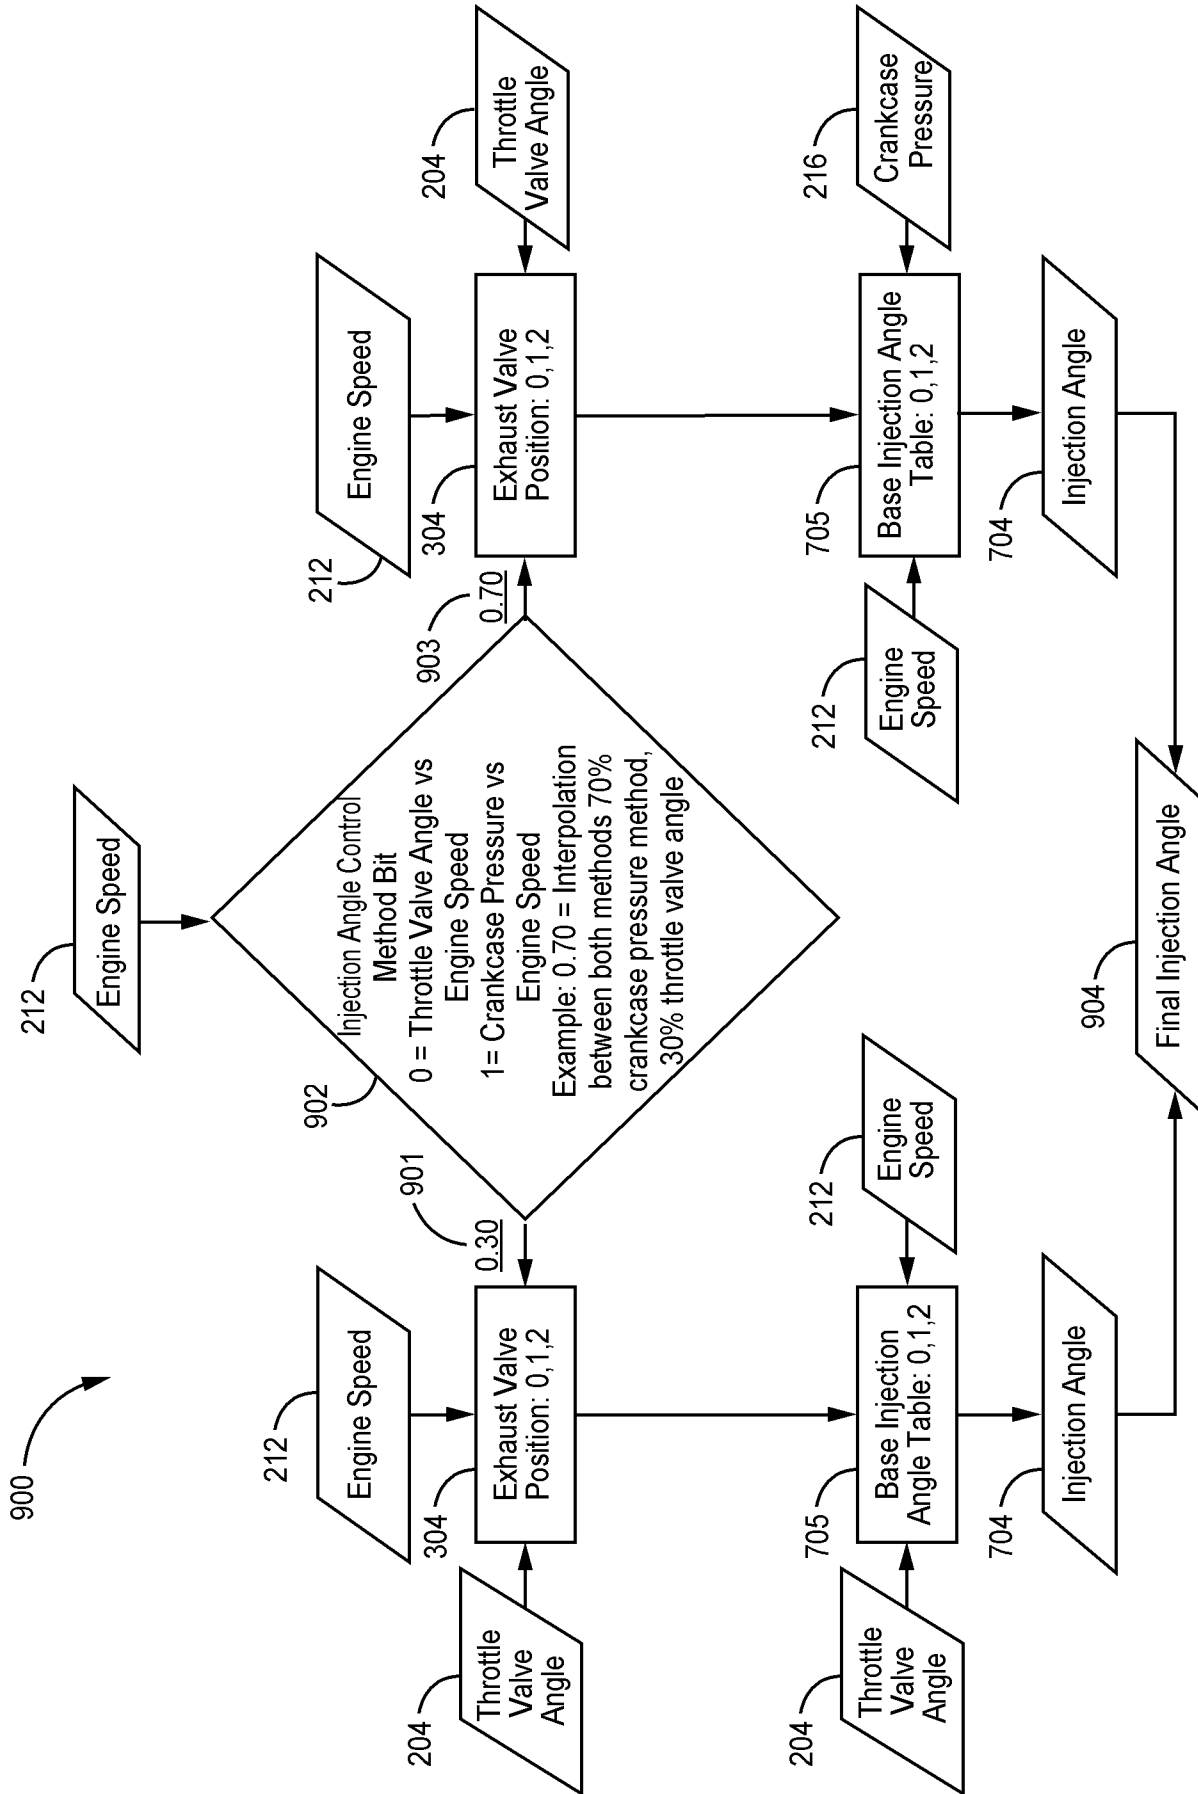 900
212
Engine Speed
902
Injection Angle Control
Method Bit
0 = Throttle Valve Angle vs
Engine Speed
1= Crankcase Pressure vs
Engine Speed
Example: 0.70 = Interpolation
between both methods 70%
crankcase pressure method,
30% throttle valve angle
901
0.30
903
0.70
212
Engine Speed
204
Throttle
Valve
Angle
304
Exhaust Valve
Position: 0,1,2
212
Engine Speed
304
Exhaust Valve
Position: 0,1,2
204
Throttle
Valve Angle
204
Throttle
Valve
Angle
705
Base Injection
Angle Table: 0,1,2
212
Engine
Speed
212
Engine
Speed
705
Base Injection Angle
Table: 0,1,2
216
Crankcase
Pressure
704
Injection Angle
704
Injection Angle
904
Final Injection Angle